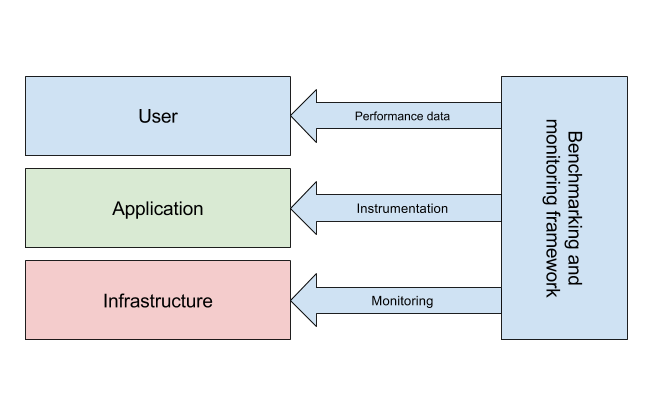 User
Performance data
Application
Instrumentation
Infrastructure
Monitoring
Benchmarking and
monitoring framework